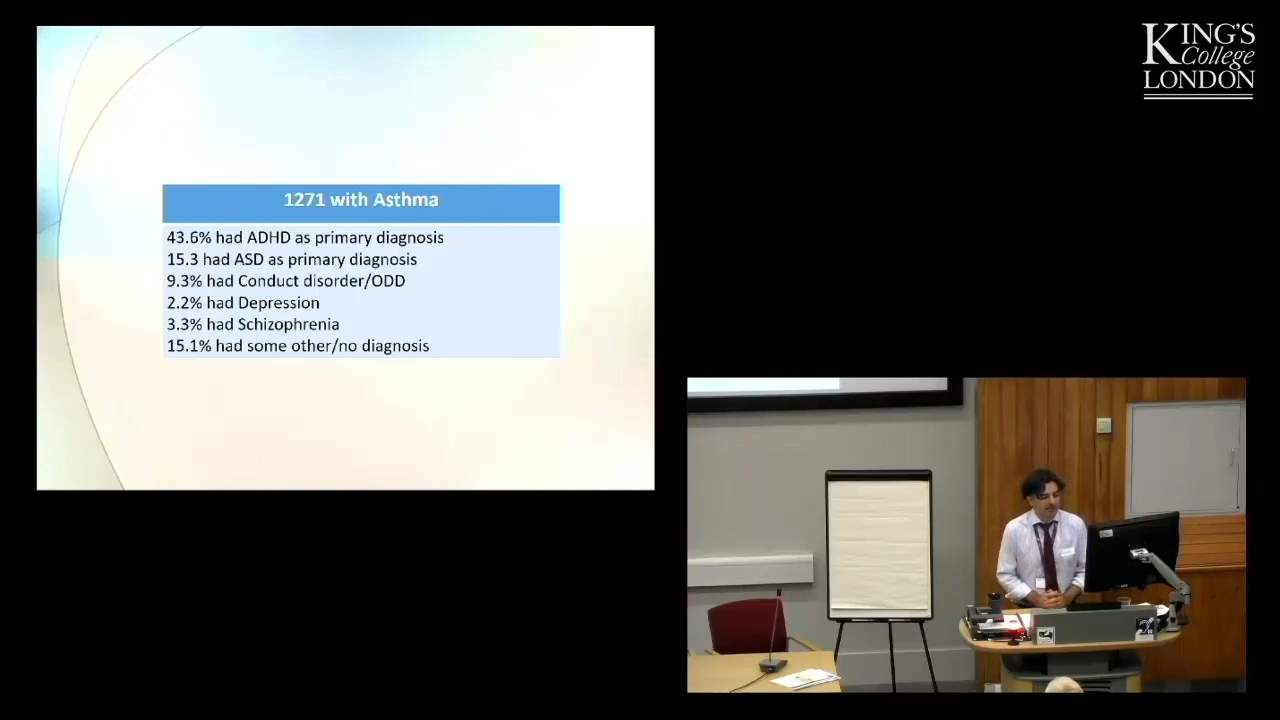 KING'S
College
LONDON
1271 with Asthma
43.6% had ADHD as primary diagnosis
15.3 had ASD as primary diagnosis
9.3% had Conduct disorder/ODD
2.2% had Depression
3.3% had Schizophrenia
15.1% had some other/no diagnosis